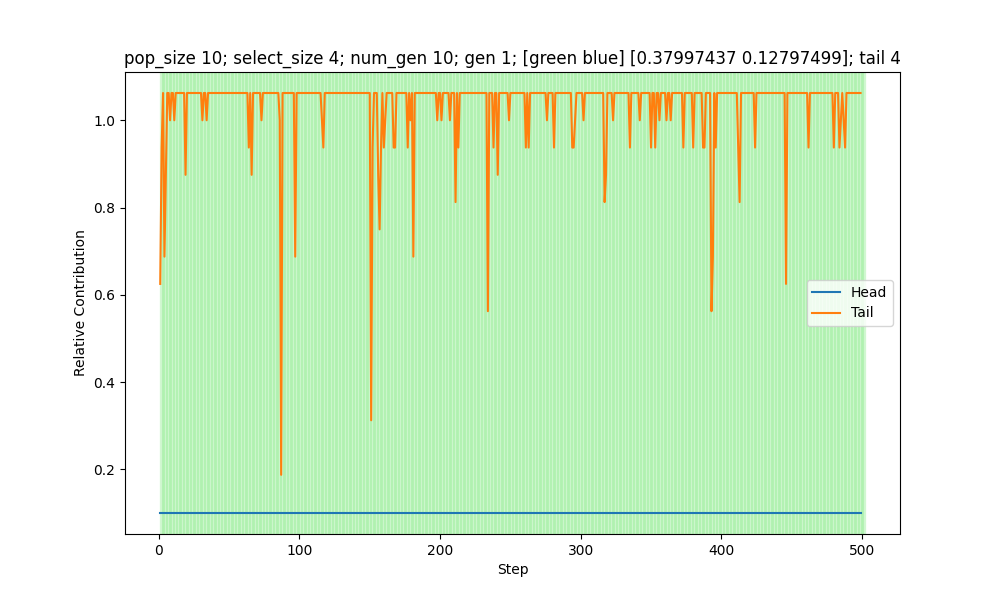 pop_size 10; select_size 4; num_gen 10; gen 1; [green blue] [0.37997437 0.12797499]; tail 4
1.0
0.8
0.6
0.4
0.2
Relative Contribution
Head
Tail
0 100 200 300 400 500
Step